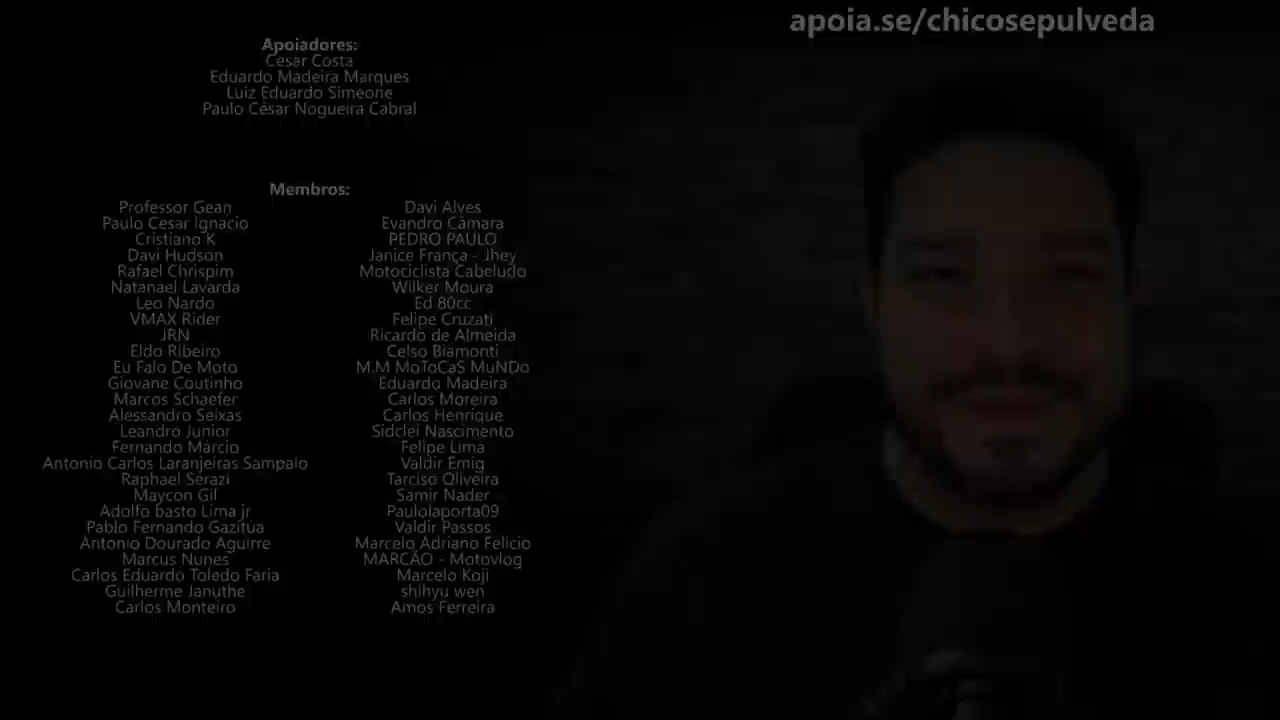 apoia.se/chicosepulveda
Apoiadores:
Cesar Costa
Eduardo Madeira Marques
Luiz Eduardo Simeone
Paulo César Nogueira Cabral
Membros:
Professor Gean
Paulo Cesar Ignacio
Cristiano K
Davi Hudson
Rafael Chrispim
Natanael Lavarda
Leo Nardo
VMAX Rider
JRN
Eldo Ribeiro
Eu Falo De Moto
Giovane Coutinho
Marcos Schaefer
Alessandro Seixas
Leandro Junior
Fernando Márcio
Antonio Carlos Laranjeiras Sampaio
Raphael Serazi
Maycon Gil
Adolfo basto Lima jr
Pablo Fernando Gazitúa
Antonio Dourado Aguirre
Marcus Nunes
Carlos Eduardo Toledo Faria
Guilherme Januthe
Carlos Monteiro
Davi Alves
Evandro Câmara
PEDRO PAULO
Janice França - Jhey
Motociclista Cabeludo
Wilker Moura
Ed 80cc
Felipe Cruzati
Ricardo de Almeida
Celso Biamonti
M.M MoToCaS MuNDo
Eduardo Madeira
Carlos Moreira
Carlos Henrique
Sidclei Nascimento
Felipe Lima
Valdir Emig
Tarciso Oliveira
Samir Nader
Paulolaporta09
Valdir Passos
Marcelo Adriano Felicio
MARCÃO - Motovlog
Marcelo Koji
shihyu wen
Amos Ferreira